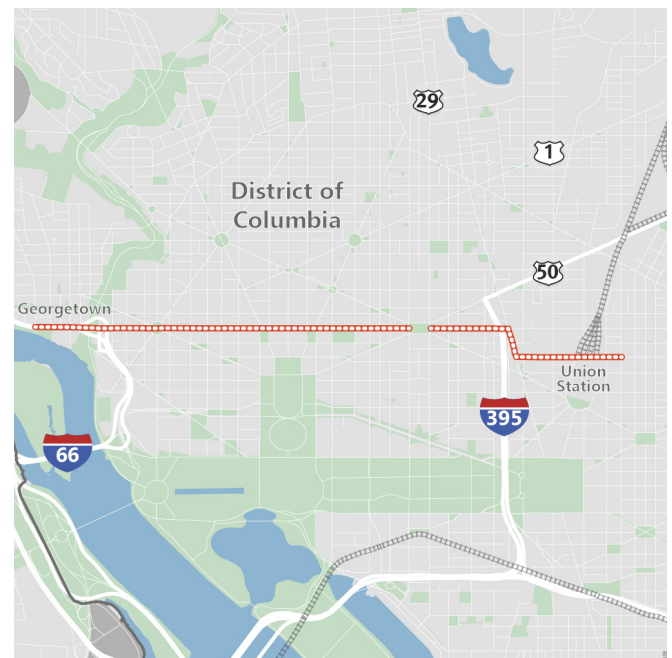 29
1
District of
Columbia
50
Georgetown
Union
Station
395
66